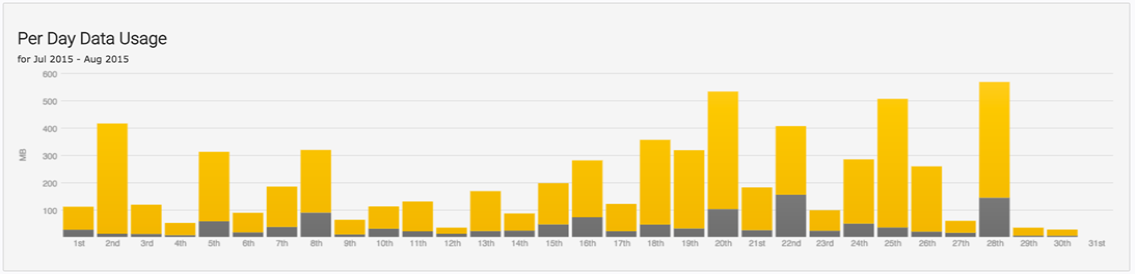 Per Day Data Usage
for Jul 2015 - Aug 2015
600
500
400
300
200
100
MB
1st 2nd 3rd 4th 5th 6th 7th 8th 9th 10th 11th 12th 13th 14th 15th 16th 17th 18th 19th 20th 21st 22nd 23rd 24th 25th 26th 27th 28th 29th 30th 31st